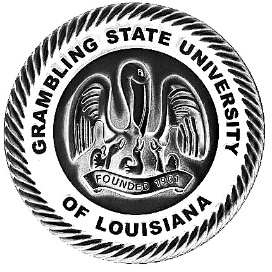 GRAMBLING STATE UNIVERSITY
OF LOUISIANA
FOUNDED 1901